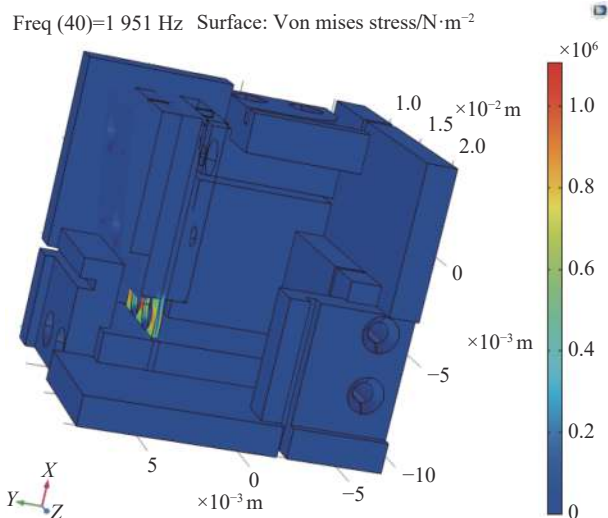 Freq (40)=1 951 Hz Surface: Von mises stress/N·m⁻²
×10⁶
1.0
0.8
0.6
0.4
0.2
0
1.0
1.5
2.0
×10⁻² m
0
−5
−10
×10⁻³ m
5
0
−5
×10⁻³ m
X
Y
Z